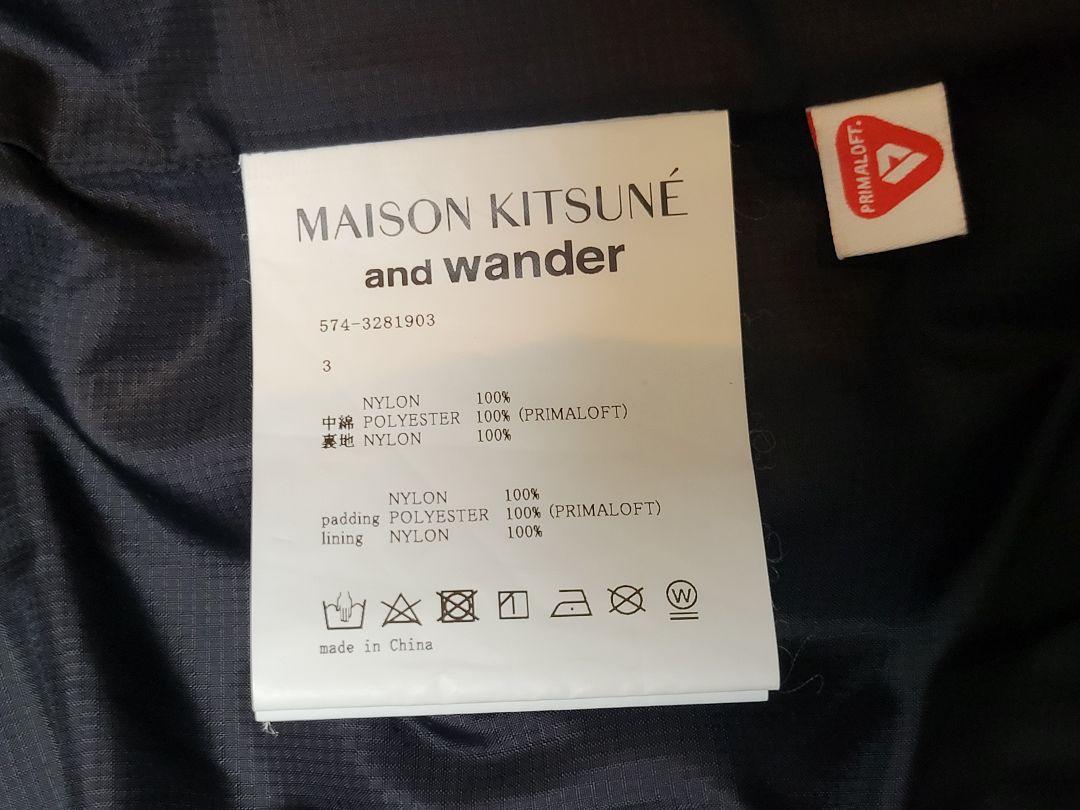 MAISON KITSUNÉ
and wander
574-3281903
3
NYLON 100%
中綿 POLYESTER 100% (PRIMALOFT)
裏地 NYLON 100%
NYLON 100%
padding POLYESTER 100% (PRIMALOFT)
lining NYLON 100%
W
made in China
PRIMALOFT.